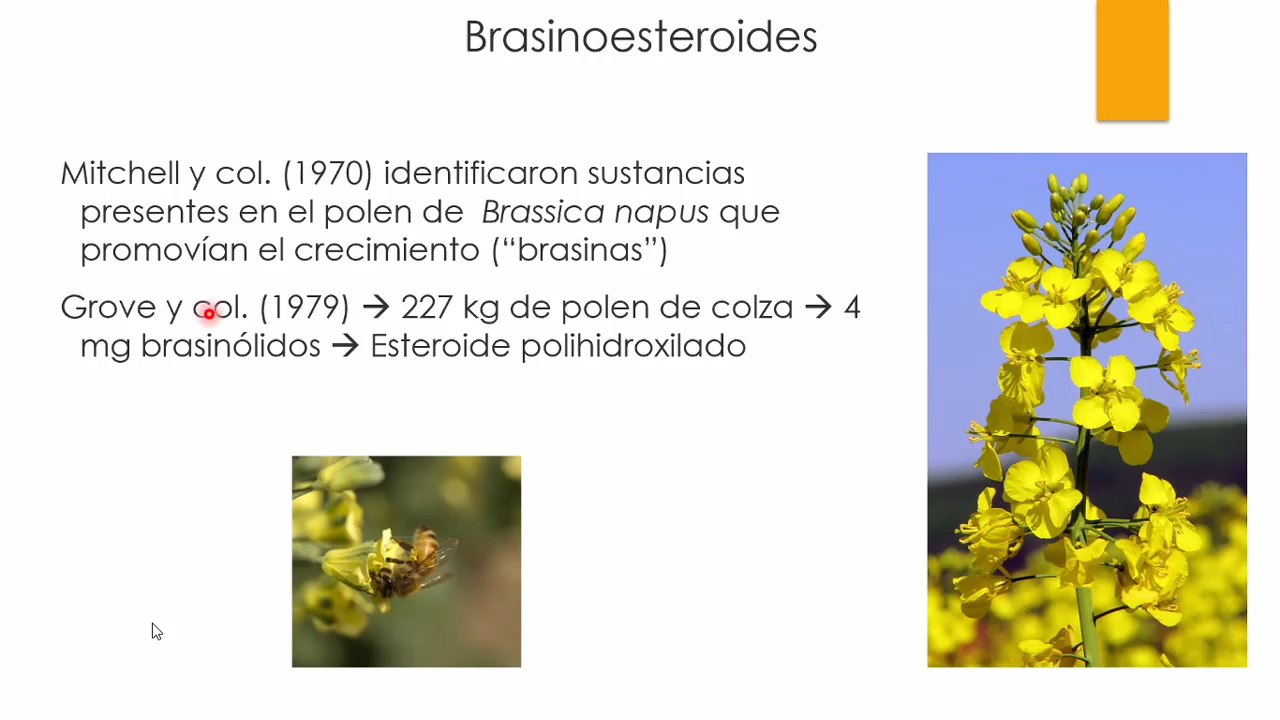 Brasinoesteroides
Mitchell y col. (1970) identificaron sustancias
presentes en el polen de Brassica napus que
promovían el crecimiento (“brasinas”)
Grove y col. (1979) → 227 kg de polen de colza → 4
mg brasinólidos → Esteroide polihidroxilado